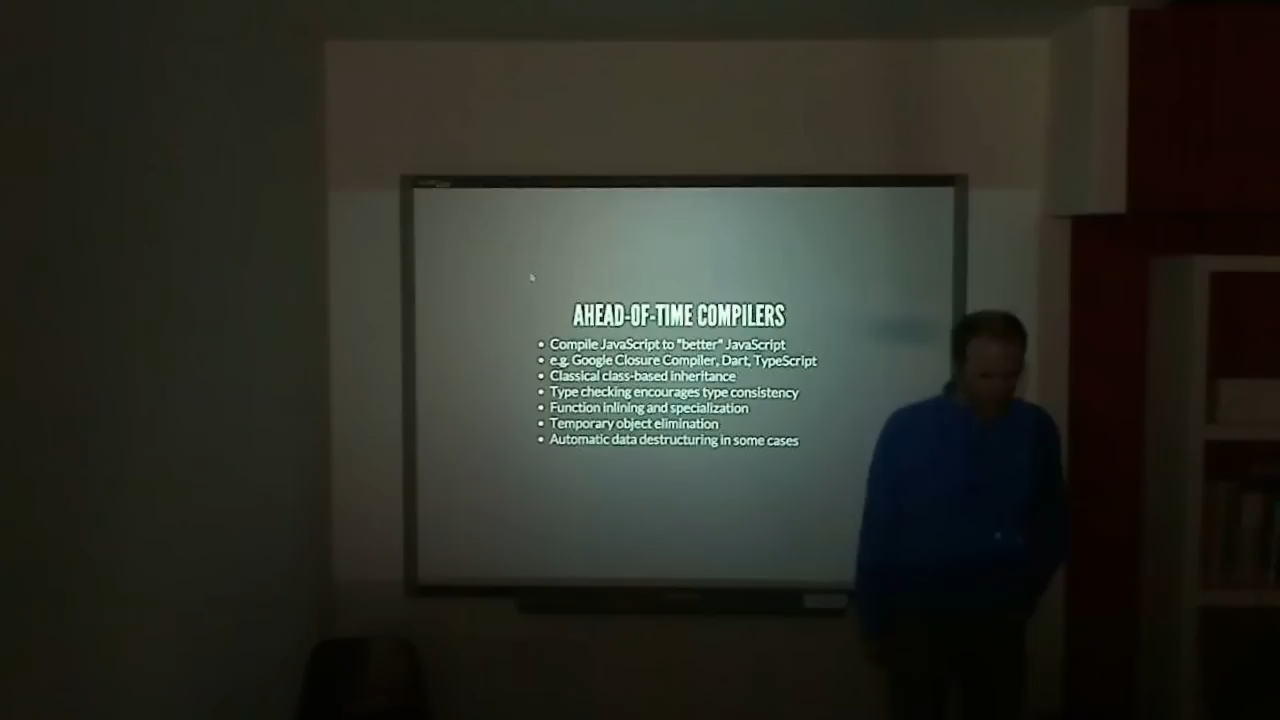 AHEAD-OF-TIME COMPILERS
• Compile JavaScript to "better" JavaScript
• e.g. Google Closure Compiler, Dart, TypeScript
• Classical class-based inheritance
• Type checking encourages type consistency
• Function inlining and specialization
• Temporary object elimination
• Automatic data destructuring in some cases